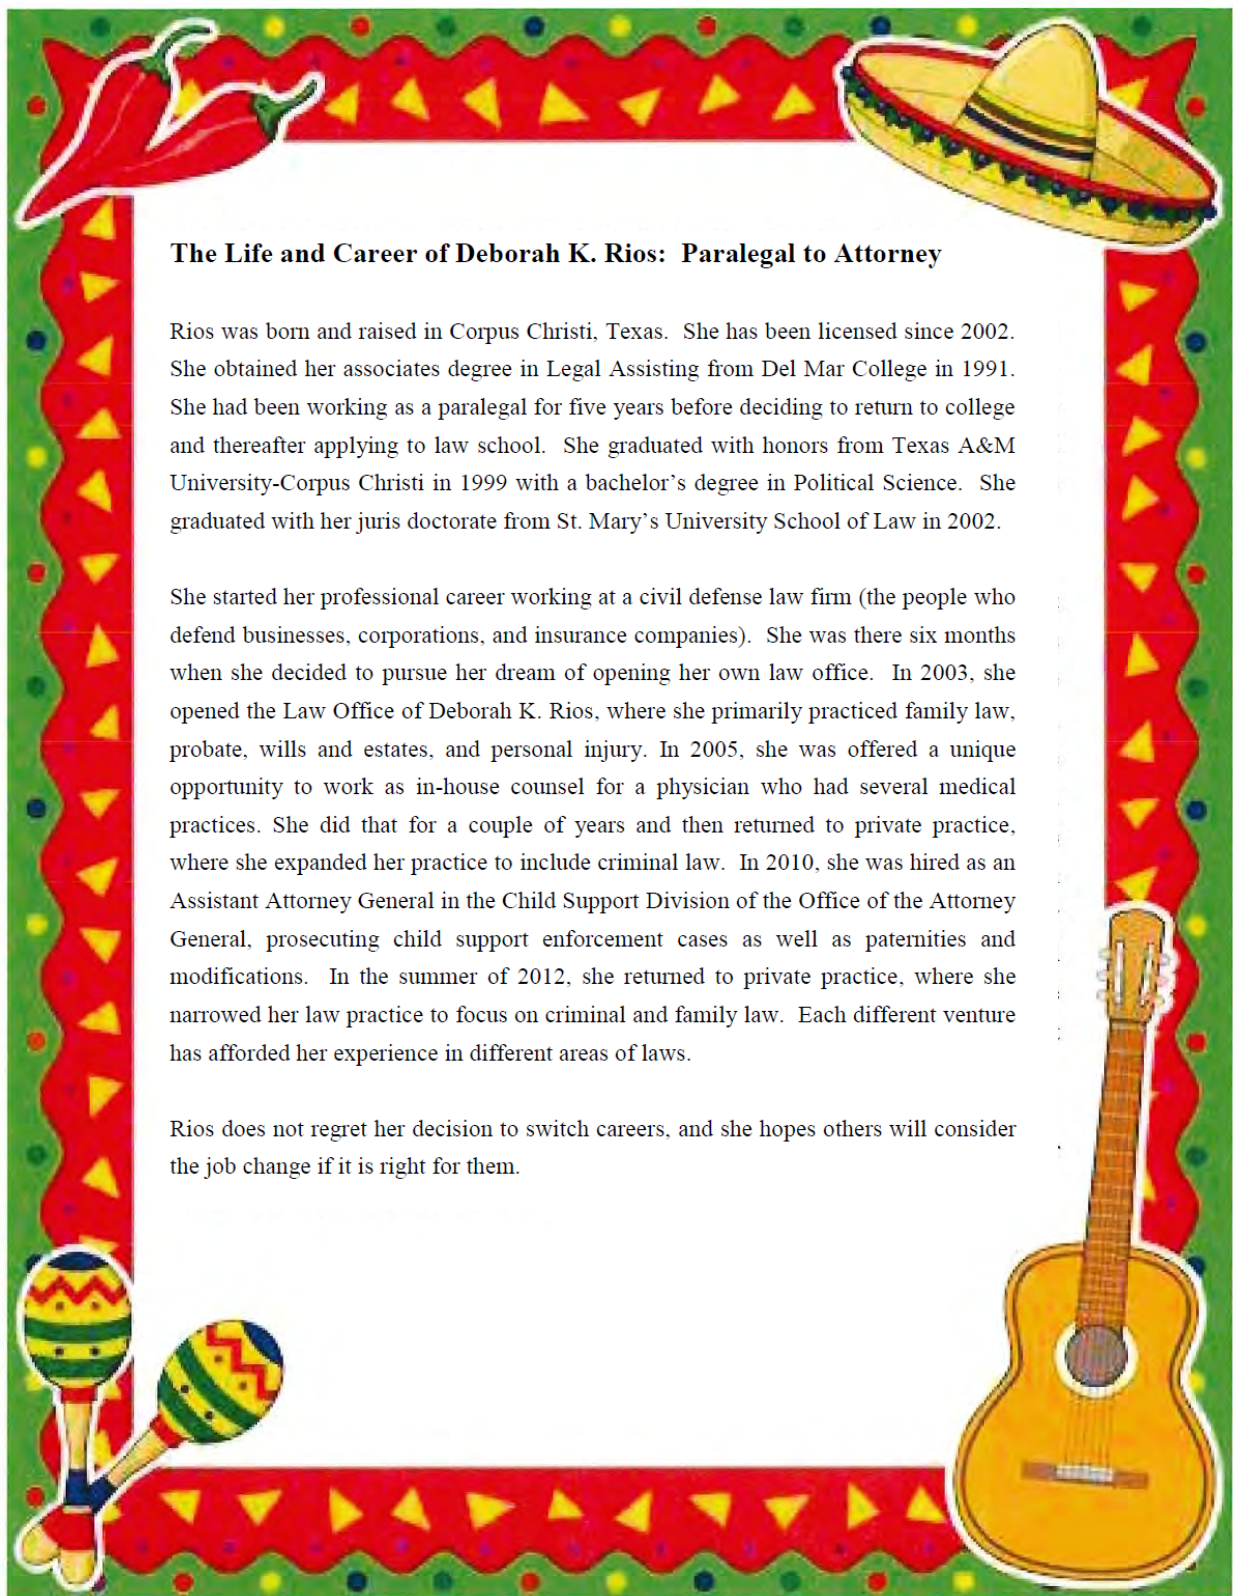 The Life and Career of Deborah K. Rios:  Paralegal to Attorney
Rios was born and raised in Corpus Christi, Texas.  She has been licensed since 2002.
She obtained her associates degree in Legal Assisting from Del Mar College in 1991.
She had been working as a paralegal for five years before deciding to return to college
and thereafter applying to law school.  She graduated with honors from Texas A&M
University-Corpus Christi in 1999 with a bachelor’s degree in Political Science.  She
graduated with her juris doctorate from St. Mary’s University School of Law in 2002.
She started her professional career working at a civil defense law firm (the people who
defend businesses, corporations, and insurance companies).  She was there six months
when she decided to pursue her dream of opening her own law office.  In 2003, she
opened the Law Office of Deborah K. Rios, where she primarily practiced family law,
probate, wills and estates, and personal injury. In 2005, she was offered a unique
opportunity to work as in-house counsel for a physician who had several medical
practices. She did that for a couple of years and then returned to private practice,
where she expanded her practice to include criminal law.  In 2010, she was hired as an
Assistant Attorney General in the Child Support Division of the Office of the Attorney
General, prosecuting child support enforcement cases as well as paternities and
modifications.  In the summer of 2012, she returned to private practice, where she
narrowed her law practice to focus on criminal and family law.  Each different venture
has afforded her experience in different areas of laws.
Rios does not regret her decision to switch careers, and she hopes others will consider
the job change if it is right for them.